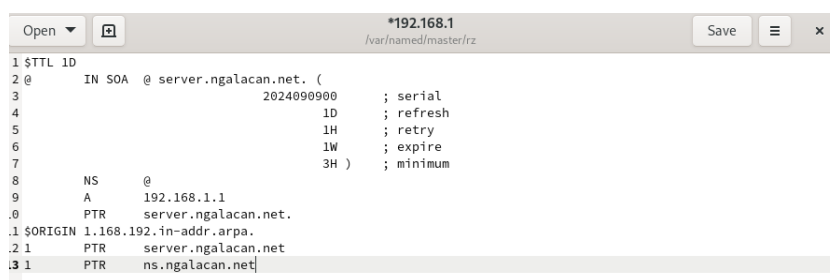 Open
*192.168.1
/var/named/master/rz
Save
1 $TTL 1D
2 @ IN SOA @ server.ngalacan.net. (
3 2024090900 ; serial
4 1D ; refresh
5 1H ; retry
6 1W ; expire
7 3H ) ; minimum
8 NS @
9 A 192.168.1.1
.0 PTR server.ngalacan.net.
.1 $ORIGIN 1.168.192.in-addr.arpa.
.2 1 PTR server.ngalacan.net
.3 1 PTR ns.ngalacan.net